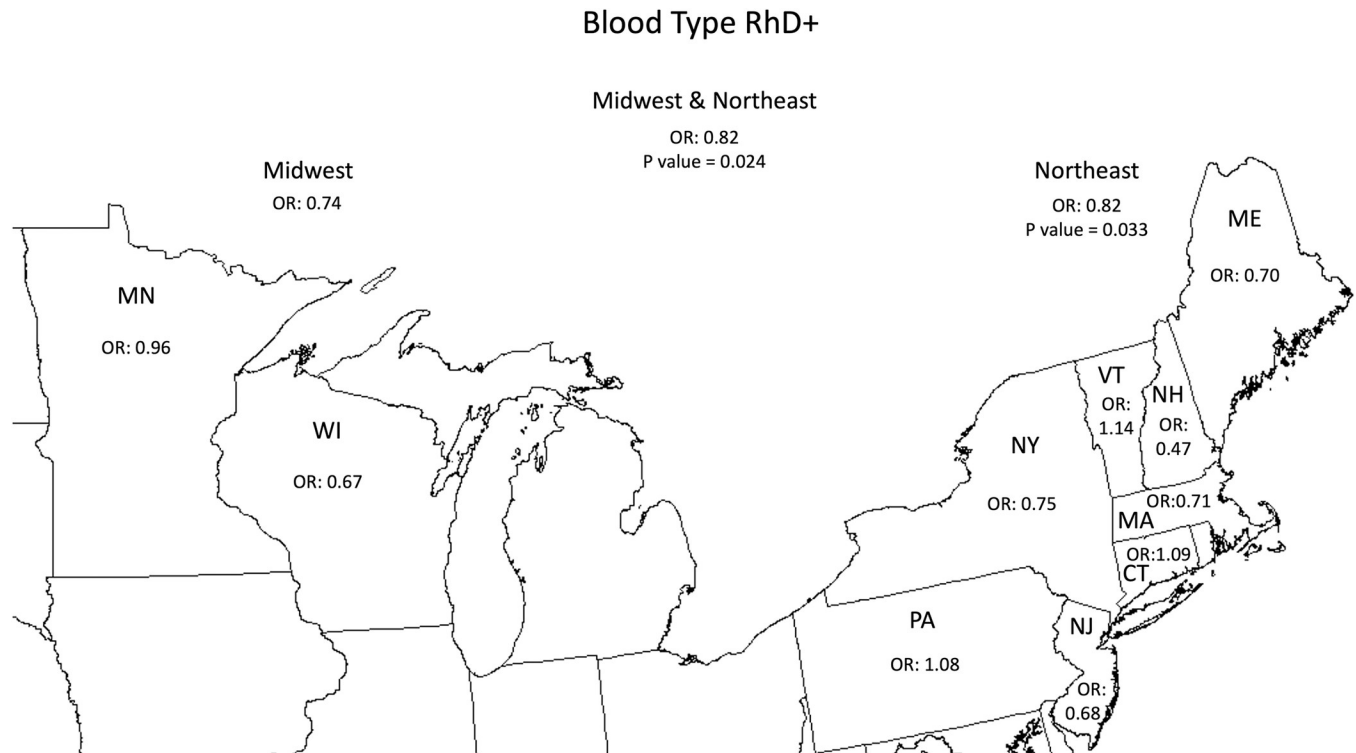 Blood Type RhD+
Midwest & Northeast
OR: 0.82
P value = 0.024
Midwest
OR: 0.74
Northeast
OR: 0.82
P value = 0.033
ME
OR: 0.70
MN
OR: 0.96
VT
OR:
1.14
NH
OR:
0.47
WI
OR: 0.67
NY
OR: 0.75
OR:0.71
MA
OR:1.09
CT
PA
OR: 1.08
NJ
OR:
0.68